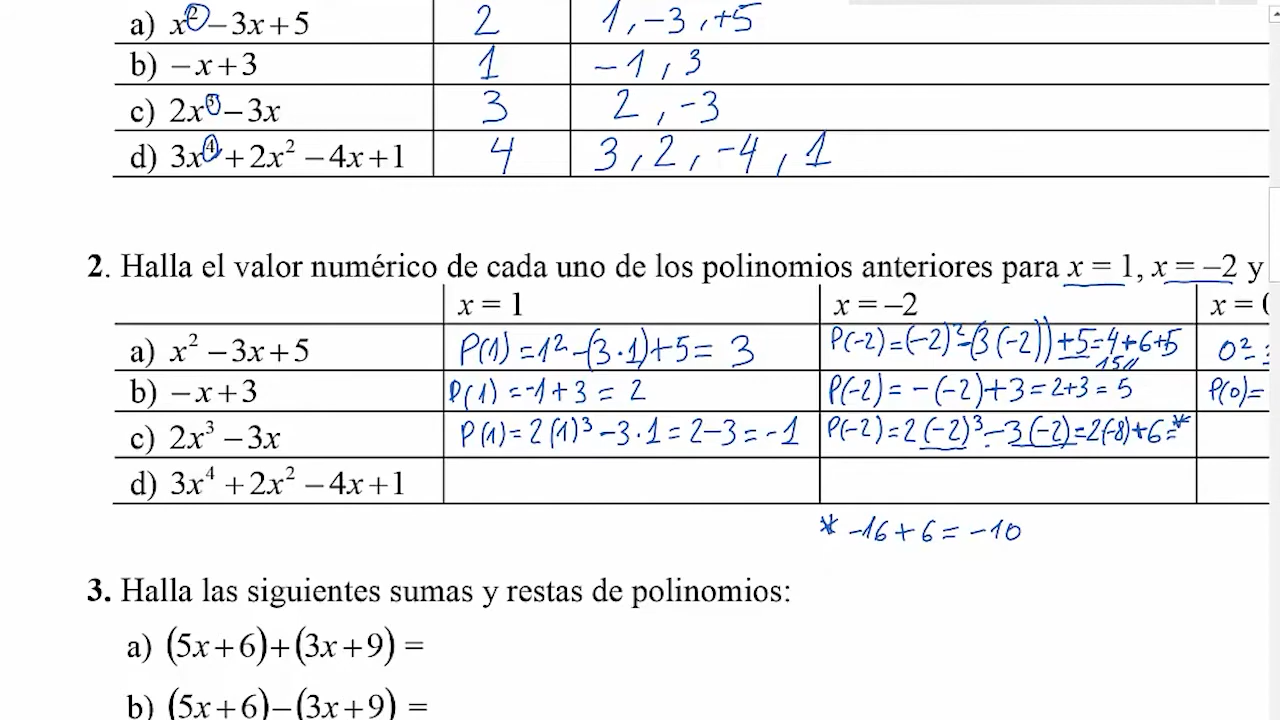 a) x² – 3x + 5 2 1, –3, +5
b) –x + 3 1 –1, 3
c) 2x³ – 3x 3 2, –3
d) 3x⁴ + 2x² – 4x + 1 4 3, 2, –4, 1
2. Halla el valor numérico de cada uno de los polinomios anteriores para x = 1, x = –2 y
x = 1 x = –2 x =
a) x² – 3x + 5 P(1) = 1² – (3·1) + 5 = 3 P(-2) = (-2)² – (3(-2)) + 5 = 4 + 6 + 5 0² =
15//
b) –x + 3 P(1) = -1 + 3 = 2 P(-2) = –(-2) + 3 = 2 + 3 = 5 P(0) =
c) 2x³ – 3x P(1) = 2(1)³ – 3·1 = 2 – 3 = -1 P(-2) = 2(-2)³ – 3(-2) = 2(-8) + 6 = *
d) 3x⁴ + 2x² – 4x + 1
* -16 + 6 = -10
3. Halla las siguientes sumas y restas de polinomios:
a) (5x + 6) + (3x + 9) =
b) (5x + 6) – (3x + 9) =